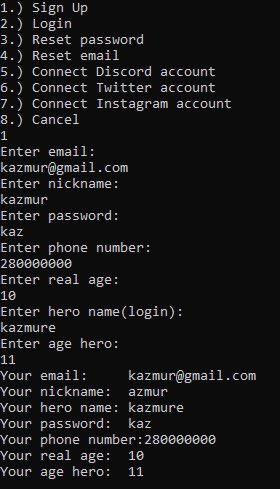 1.) Sign Up
2.) Login
3.) Reset password
4.) Reset email
5.) Connect Discord account
6.) Connect Twitter account
7.) Connect Instagram account
8.) Cancel
1
Enter email:
kazmur@gmail.com
Enter nickname:
kazmur
Enter password:
kaz
Enter phone number:
280000000
Enter real age:
10
Enter hero name(login):
kazmure
Enter age hero:
11
Your email:     kazmur@gmail.com
Your nickname:  azmur
Your hero name: kazmure
Your password:  kaz
Your phone number:280000000
Your real age:  10
Your age hero:  11